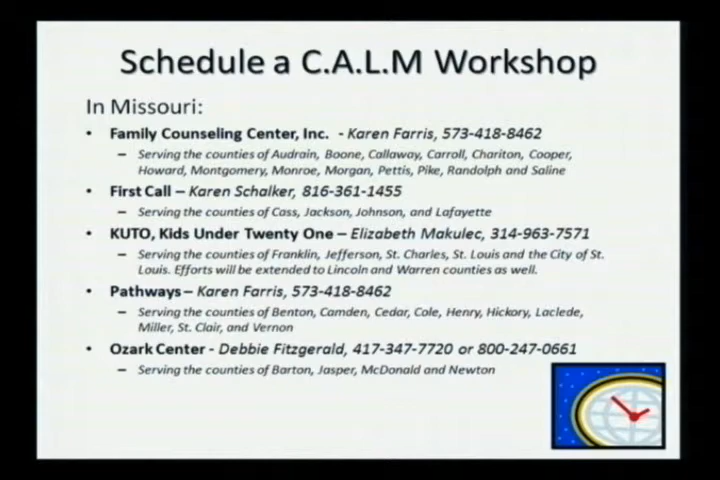 Schedule a C.A.L.M Workshop
In Missouri:
• Family Counseling Center, Inc. - Karen Farris, 573-418-8462
– Serving the counties of Audrain, Boone, Callaway, Carroll, Chariton, Cooper,
Howard, Montgomery, Monroe, Morgan, Pettis, Pike, Randolph and Saline
• First Call – Karen Schalker, 816-361-1455
– Serving the counties of Cass, Jackson, Johnson, and Lafayette
• KUTO, Kids Under Twenty One – Elizabeth Makulec, 314-963-7571
– Serving the counties of Franklin, Jefferson, St. Charles, St. Louis and the City of St.
Louis. Efforts will be extended to Lincoln and Warren counties as well.
• Pathways – Karen Farris, 573-418-8462
– Serving the counties of Benton, Camden, Cedar, Cole, Henry, Hickory, Laclede,
Miller, St. Clair, and Vernon
• Ozark Center - Debbie Fitzgerald, 417-347-7720 or 800-247-0661
– Serving the counties of Barton, Jasper, McDonald and Newton